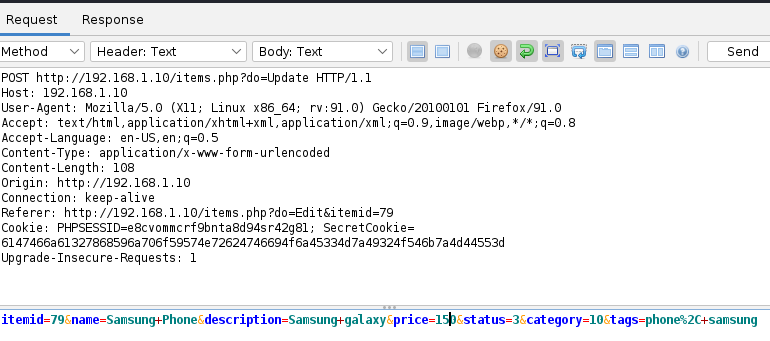 Request Response
Method Header: Text Body: Text Send
POST http://192.168.1.10/items.php?do=Update HTTP/1.1
Host: 192.168.1.10
User-Agent: Mozilla/5.0 (X11; Linux x86_64; rv:91.0) Gecko/20100101 Firefox/91.0
Accept: text/html,application/xhtml+xml,application/xml;q=0.9,image/webp,*/*;q=0.8
Accept-Language: en-US,en;q=0.5
Content-Type: application/x-www-form-urlencoded
Content-Length: 108
Origin: http://192.168.1.10
Connection: keep-alive
Referer: http://192.168.1.10/items.php?do=Edit&itemid=79
Cookie: PHPSESSID=e8cvommcrf9bnta8d94sr42g8l; SecretCookie=
6147466a61327868596a706f59574e72624746694f6a45334d7a49324f546b7a4d44553d
Upgrade-Insecure-Requests: 1
itemid=79&name=Samsung+Phone&description=Samsung+galaxy&price=150&status=3&category=10&tags=phone%2C+samsung